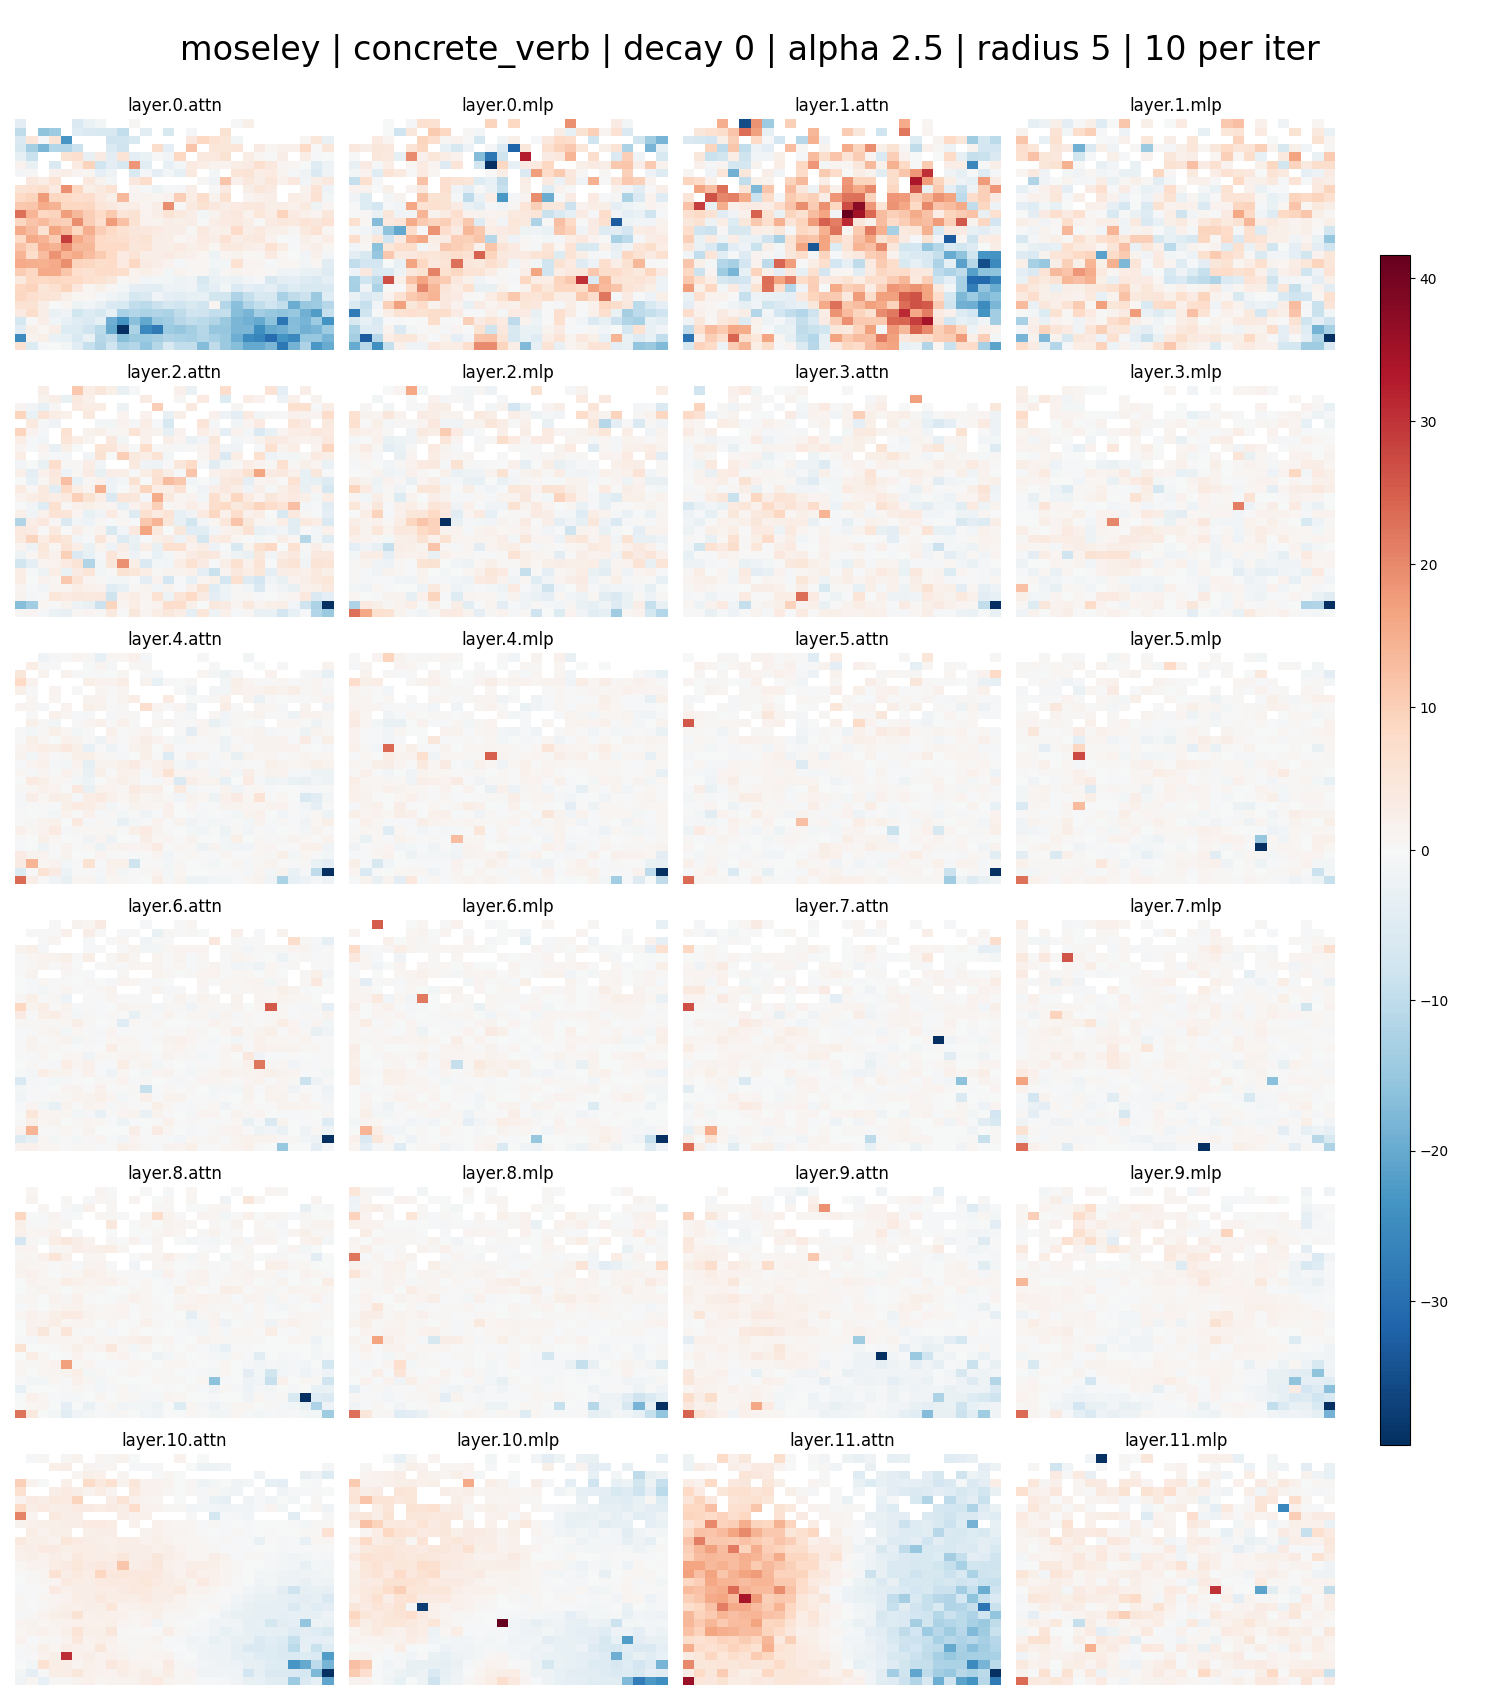 moseley | concrete_verb | decay 0 | alpha 2.5 | radius 5 | 10 per iter
layer.0.attn layer.0.mlp layer.1.attn layer.1.mlp
layer.2.attn layer.2.mlp layer.3.attn layer.3.mlp
layer.4.attn layer.4.mlp layer.5.attn layer.5.mlp
layer.6.attn layer.6.mlp layer.7.attn layer.7.mlp
layer.8.attn layer.8.mlp layer.9.attn layer.9.mlp
layer.10.attn layer.10.mlp layer.11.attn layer.11.mlp
40
30
20
10
0
−10
−20
−30